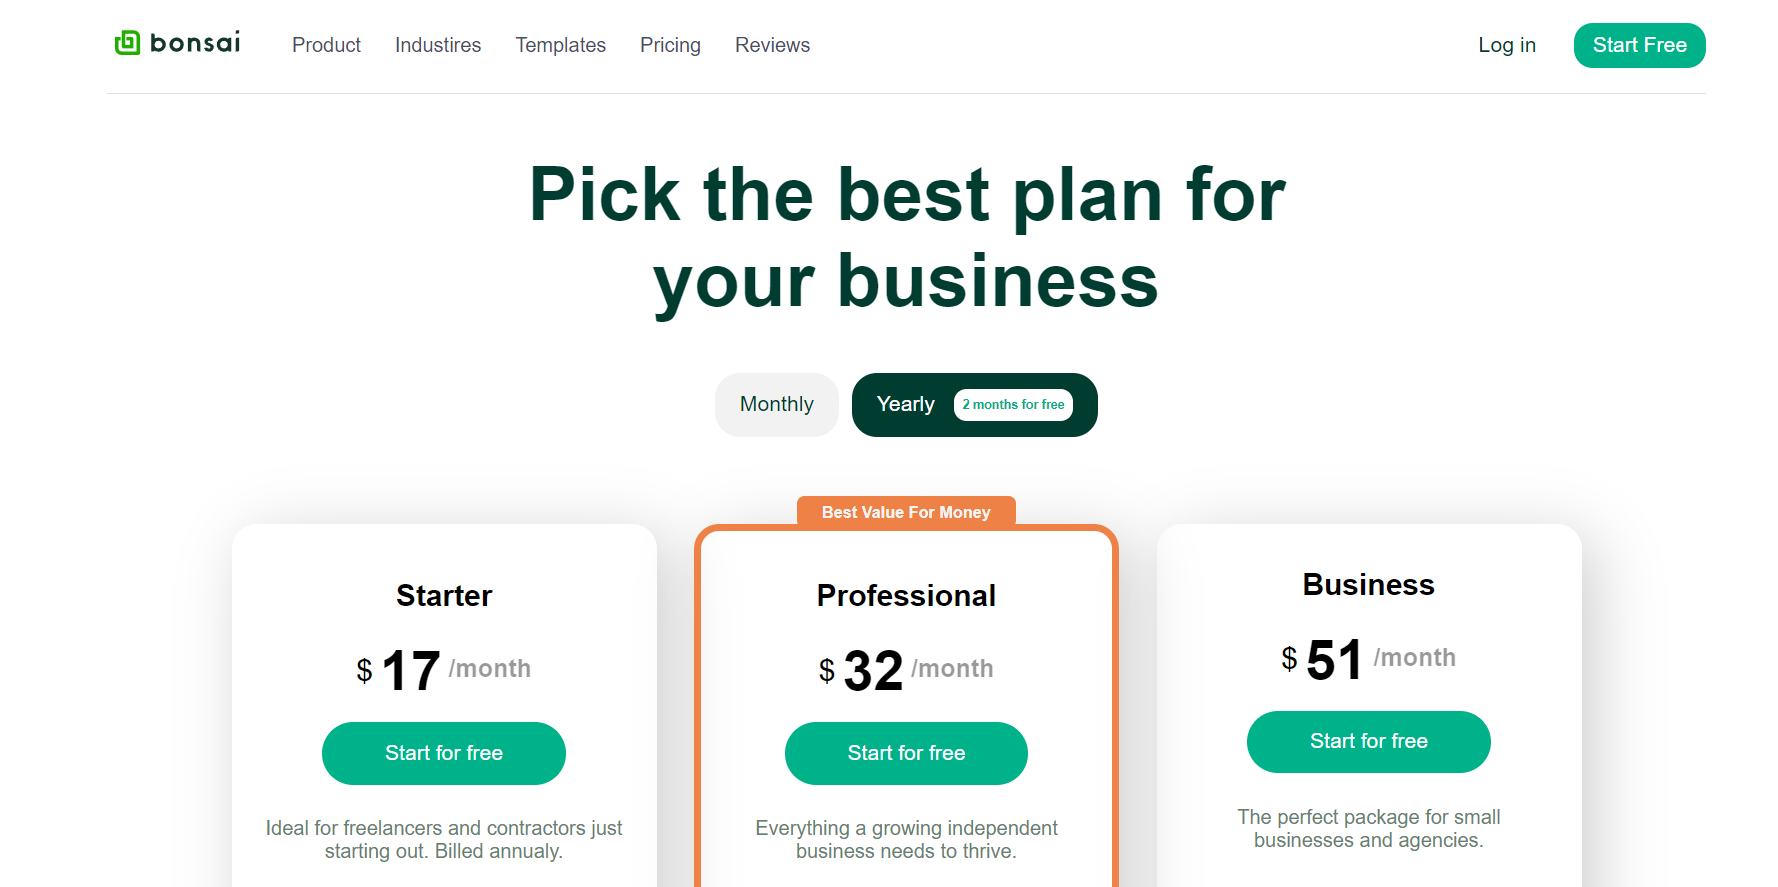 bonsai
Product Industires Templates Pricing Reviews
Log in Start Free
Pick the best plan for
your business
Monthly
Yearly 2 months for free
Best Value For Money
Starter
$ 17 /month
Start for free
Ideal for freelancers and contractors just
starting out. Billed annualy.
Professional
$ 32 /month
Start for free
Everything a growing independent
business needs to thrive.
Business
$ 51 /month
Start for free
The perfect package for small
businesses and agencies.